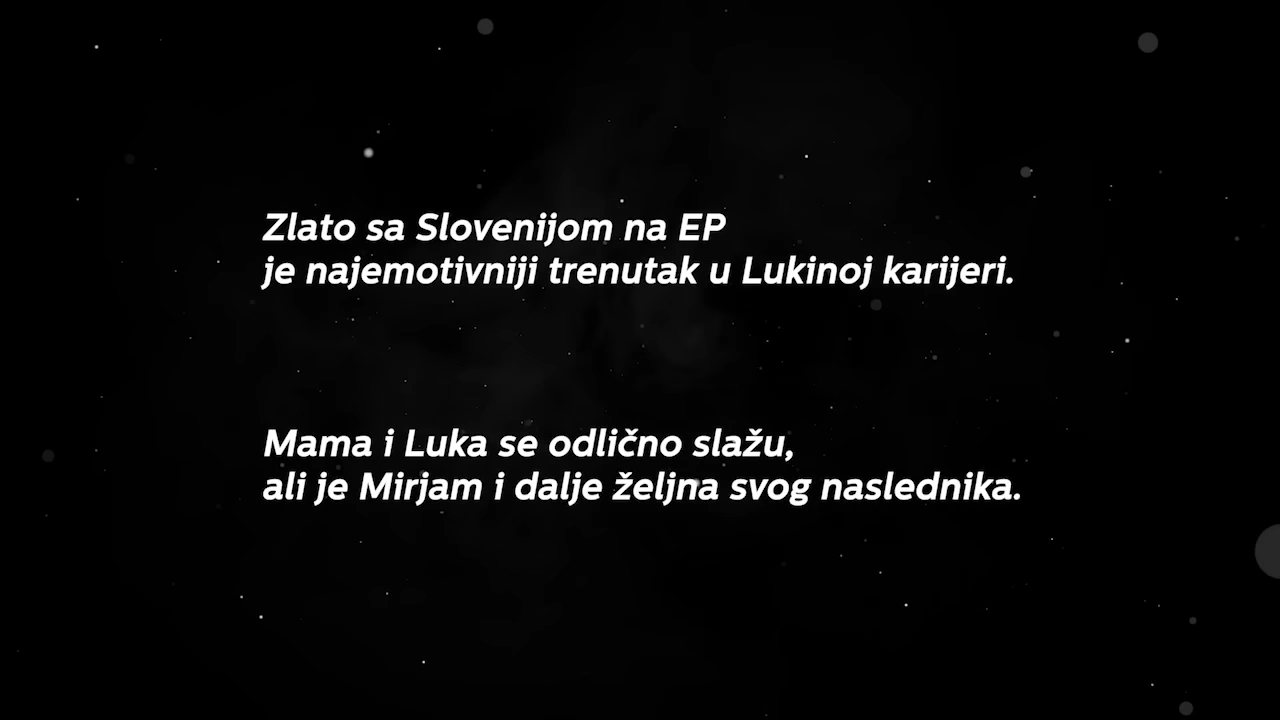 Zlato sa Slovenijom na EP
je najemotivniji trenutak u Lukinoj karijeri.
Mama i Luka se odlično slažu,
ali je Mirjam i dalje željna svog naslednika.